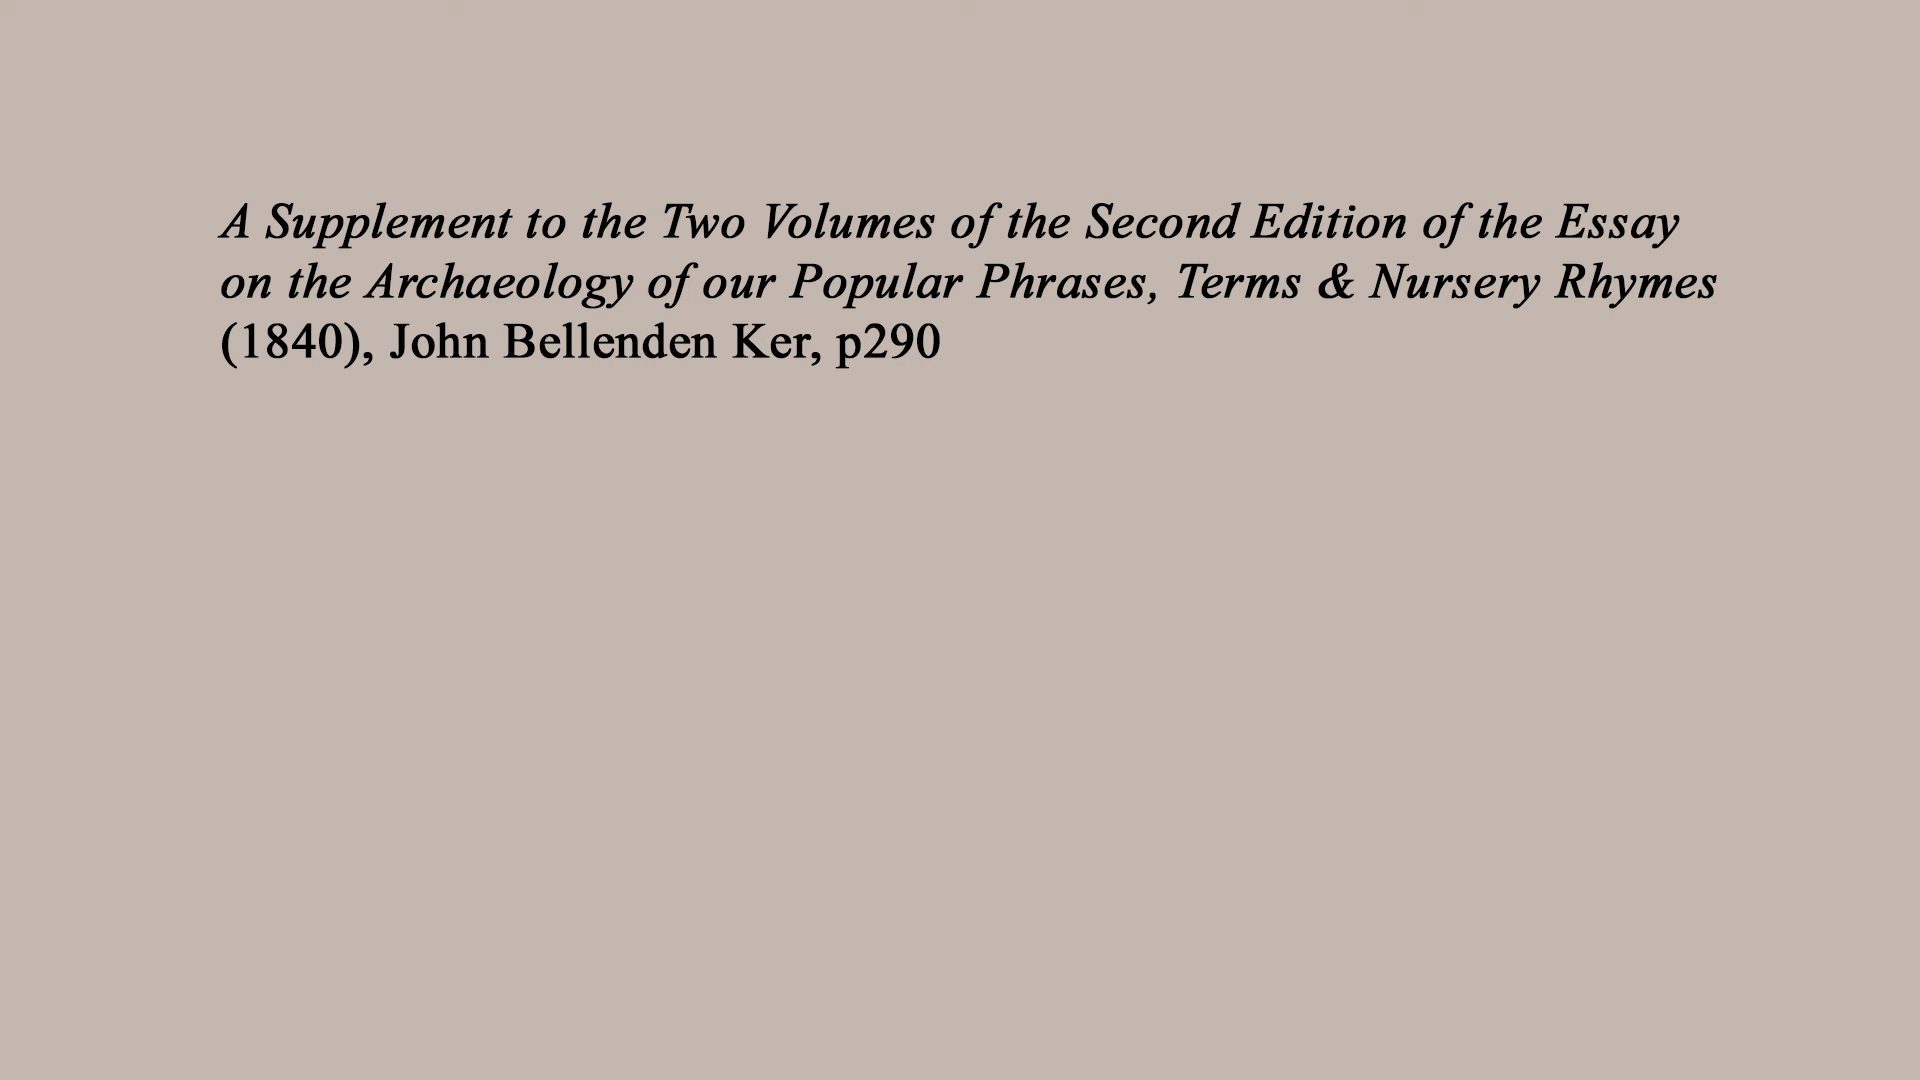 A Supplement to the Two Volumes of the Second Edition of the Essay
on the Archaeology of our Popular Phrases, Terms & Nursery Rhymes
(1840), John Bellenden Ker, p290